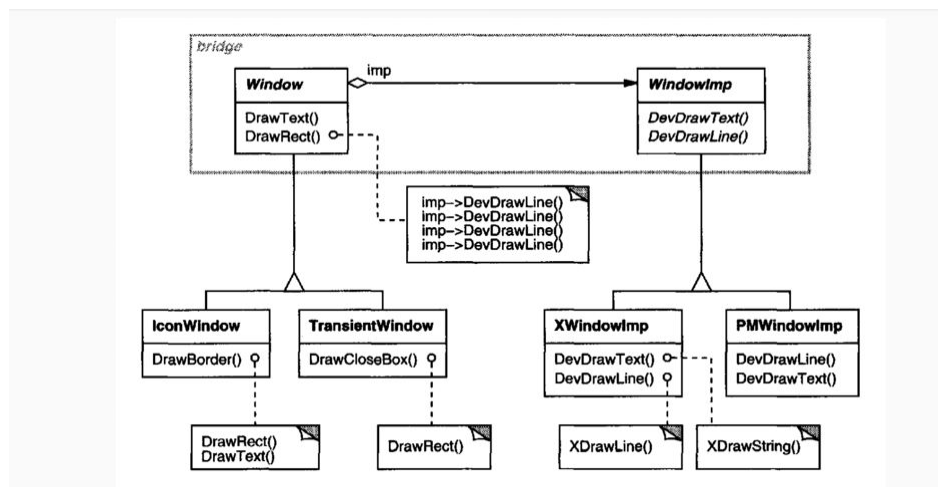 bridge
imp
Window
WindowImp
DrawText()
DrawRect()
DevDrawText()
DevDrawLine()
imp->DevDrawLine()
imp->DevDrawLine()
imp->DevDrawLine()
imp->DevDrawLine()
IconWindow
TransientWindow
XWindowImp
PMWindowImp
DrawBorder()
DrawCloseBox()
DevDrawText()
DevDrawLine()
DevDrawLine()
DevDrawText()
DrawRect()
DrawText()
DrawRect()
XDrawLine()
XDrawString()